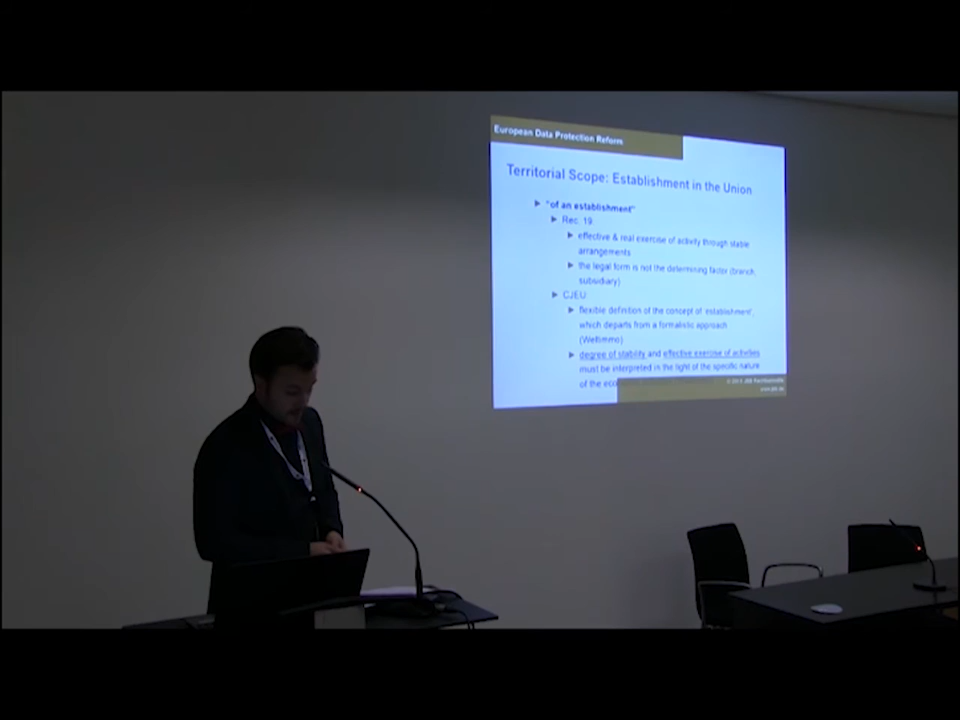 European Data Protection Reform
Territorial Scope: Establishment in the Union
"of an establishment"
Rec. 19:
effective & real exercise of activity through stable
arrangements
the legal form is not the determining factor (branch,
subsidiary)
CJEU
flexible definition of the concept of 'establishment',
which departs from a formalistic approach
(Weltimmo)
degree of stability and effective exercise of activities
must be interpreted in the light of the specific nature
of the eco